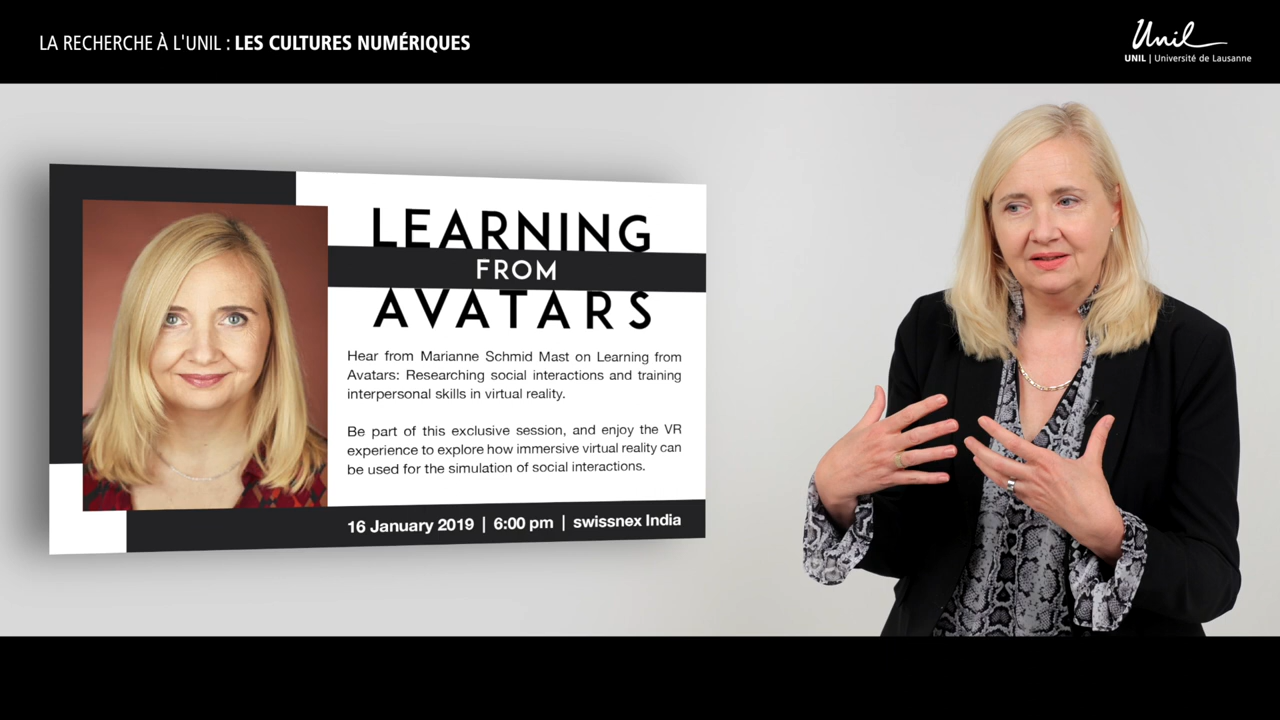 LA RECHERCHE À L'UNIL : LES CULTURES NUMÉRIQUES
Unil
UNIL | Université de Lausanne
LEARNING
FROM
AVATARS
Hear from Marianne Schmid Mast on Learning from
Avatars: Researching social interactions and training
interpersonal skills in virtual reality.
Be part of this exclusive session, and enjoy the VR
experience to explore how immersive virtual reality can
be used for the simulation of social interactions.
16 January 2019 | 6:00 pm | swissnex India